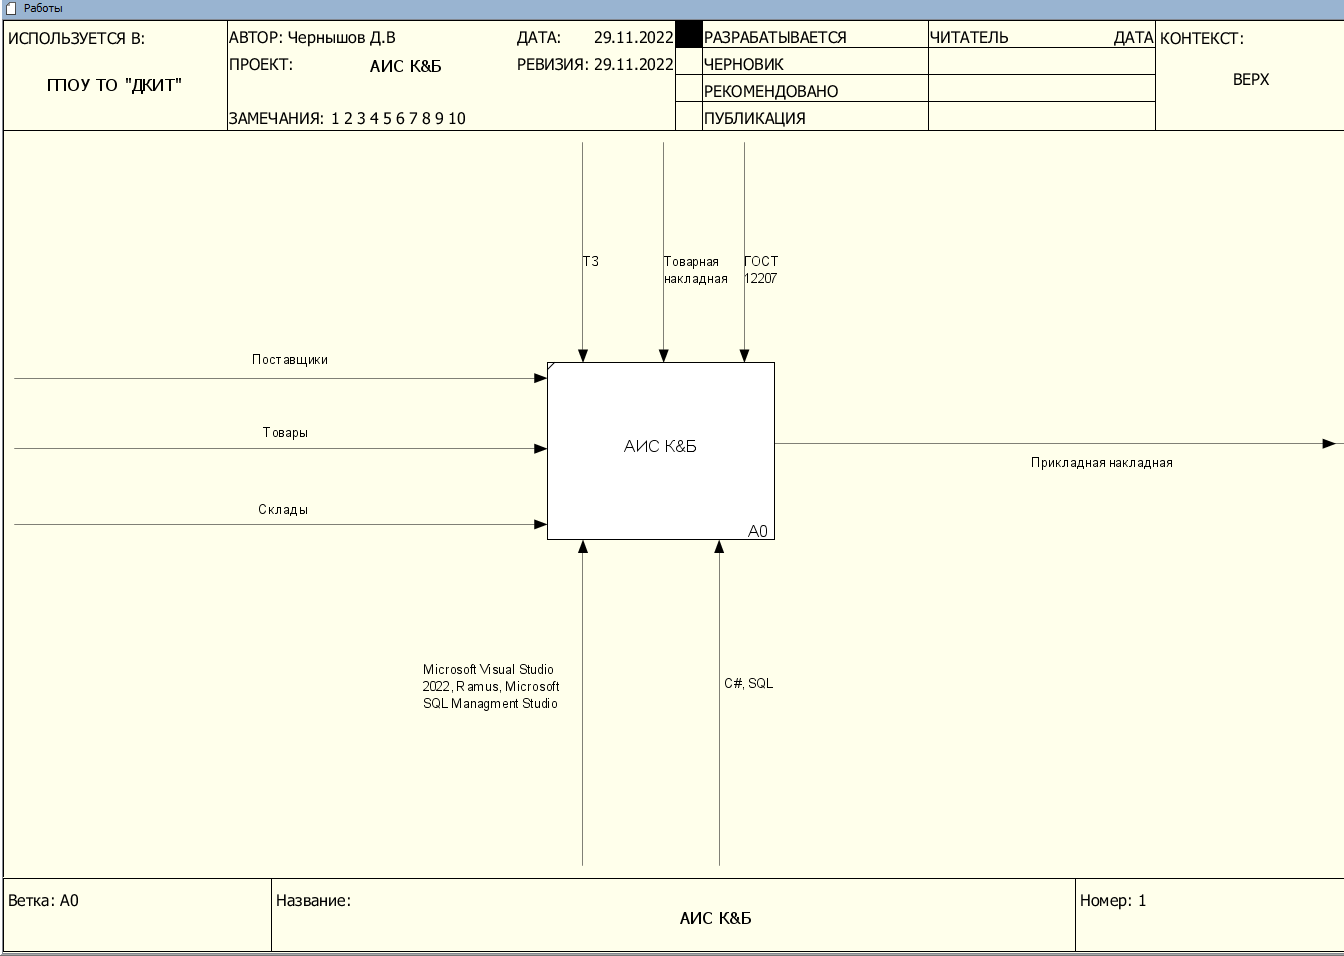 Работы
ИСПОЛЬЗУЕТСЯ В:
ГПОУ ТО "ДКИТ"
АВТОР: Чернышов Д.В
ДАТА: 29.11.2022
ПРОЕКТ: АИС К&Б
РЕВИЗИЯ: 29.11.2022
ЗАМЕЧАНИЯ: 1 2 3 4 5 6 7 8 9 10
РАЗРАБАТЫВАЕТСЯ
ЧЕРНОВИК
РЕКОМЕНДОВАНО
ПУБЛИКАЦИЯ
ЧИТАТЕЛЬ ДАТА
КОНТЕКСТ:
ВЕРХ
ТЗ
Товарная
накладная
ГОСТ
12207
Поставщики
Товары
Склады
АИС К&Б
A0
Прикладная накладная
Microsoft Visual Studio
2022, Ramus, Microsoft
SQL Managment Studio
C#, SQL
Ветка: A0
Название:
АИС К&Б
Номер: 1